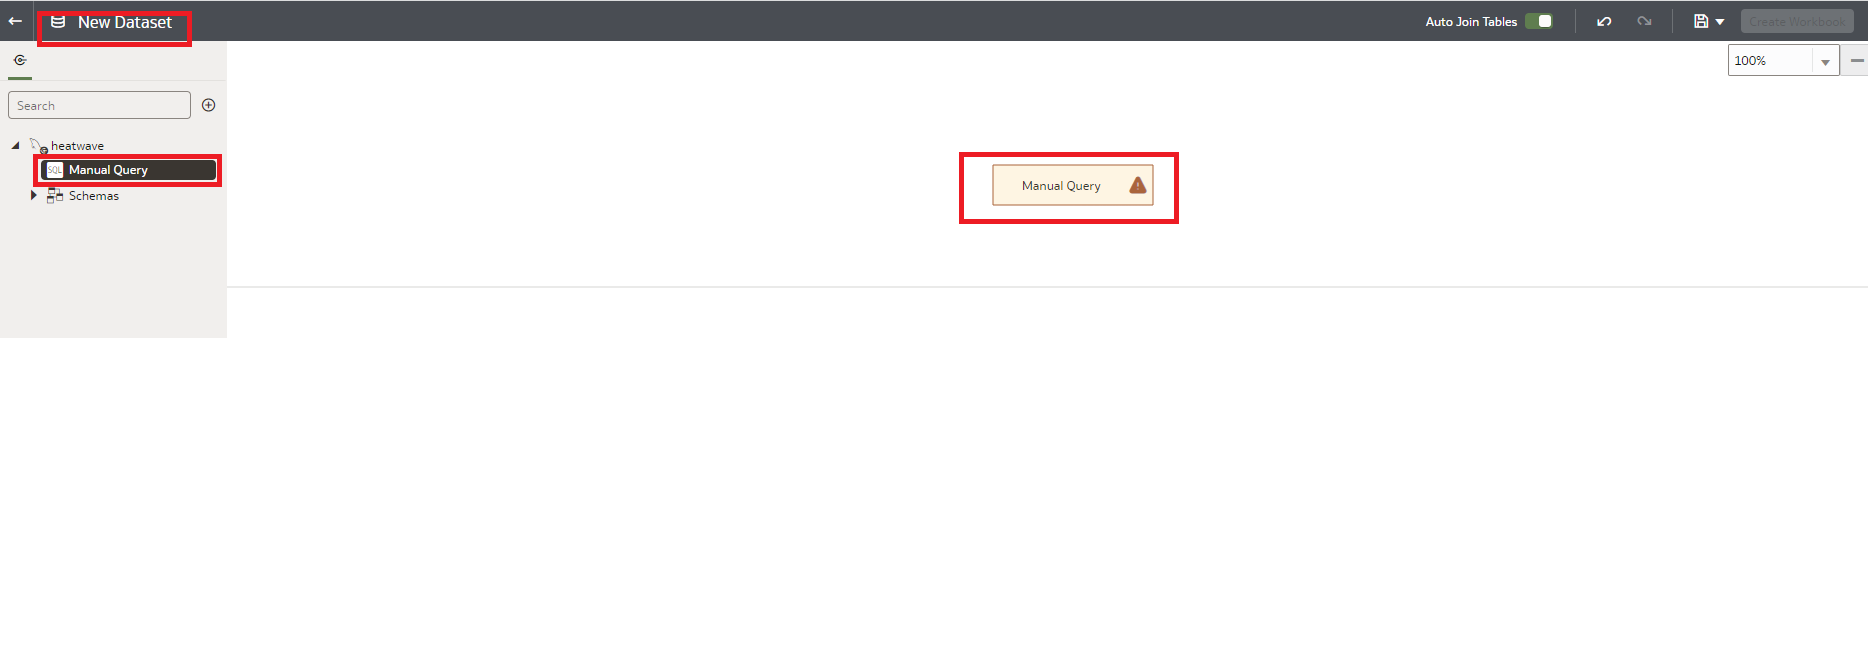 New Dataset
Auto Join Tables
Create Workbook
100%
Search
heatwave
SQL Manual Query
Schemas
Manual Query